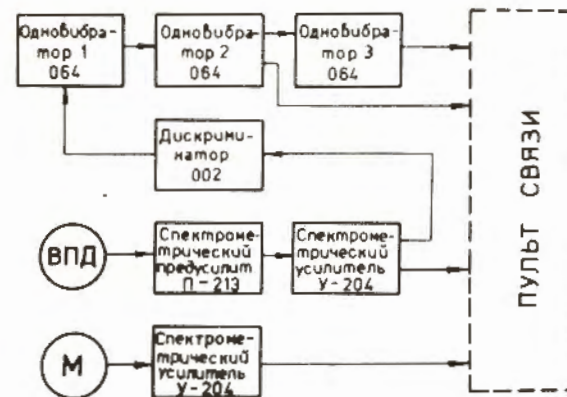 Одновибра-
тор 1
064
Одновибра-
тор 2
064
Одновибра-
тор 3
064
Дискрими-
натор
002
ВПД
Спектроме-
трический
предусилит.
П-213
Спектроме-
трический
усилитель
У-204
М
Спектроме-
трический
усилитель
У-204
ПУЛЬТ СВЯЗИ